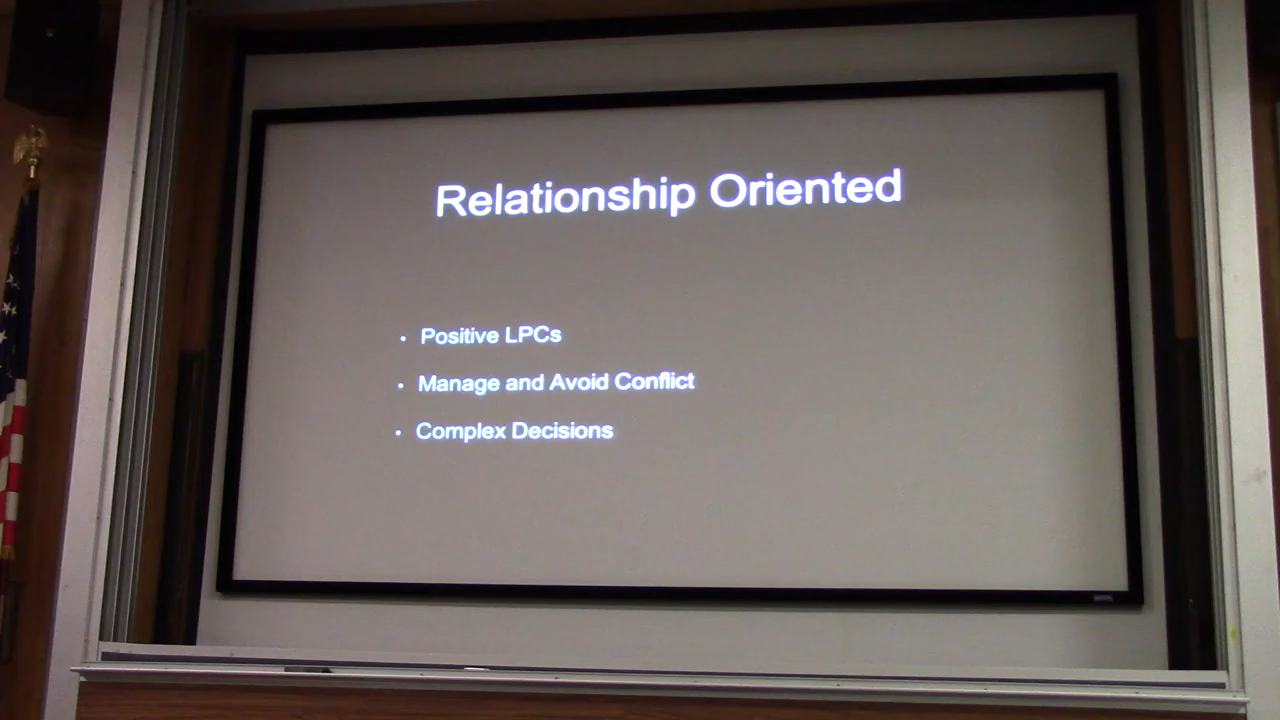 Relationship Oriented
• Positive LPCs
• Manage and Avoid Conflict
• Complex Decisions